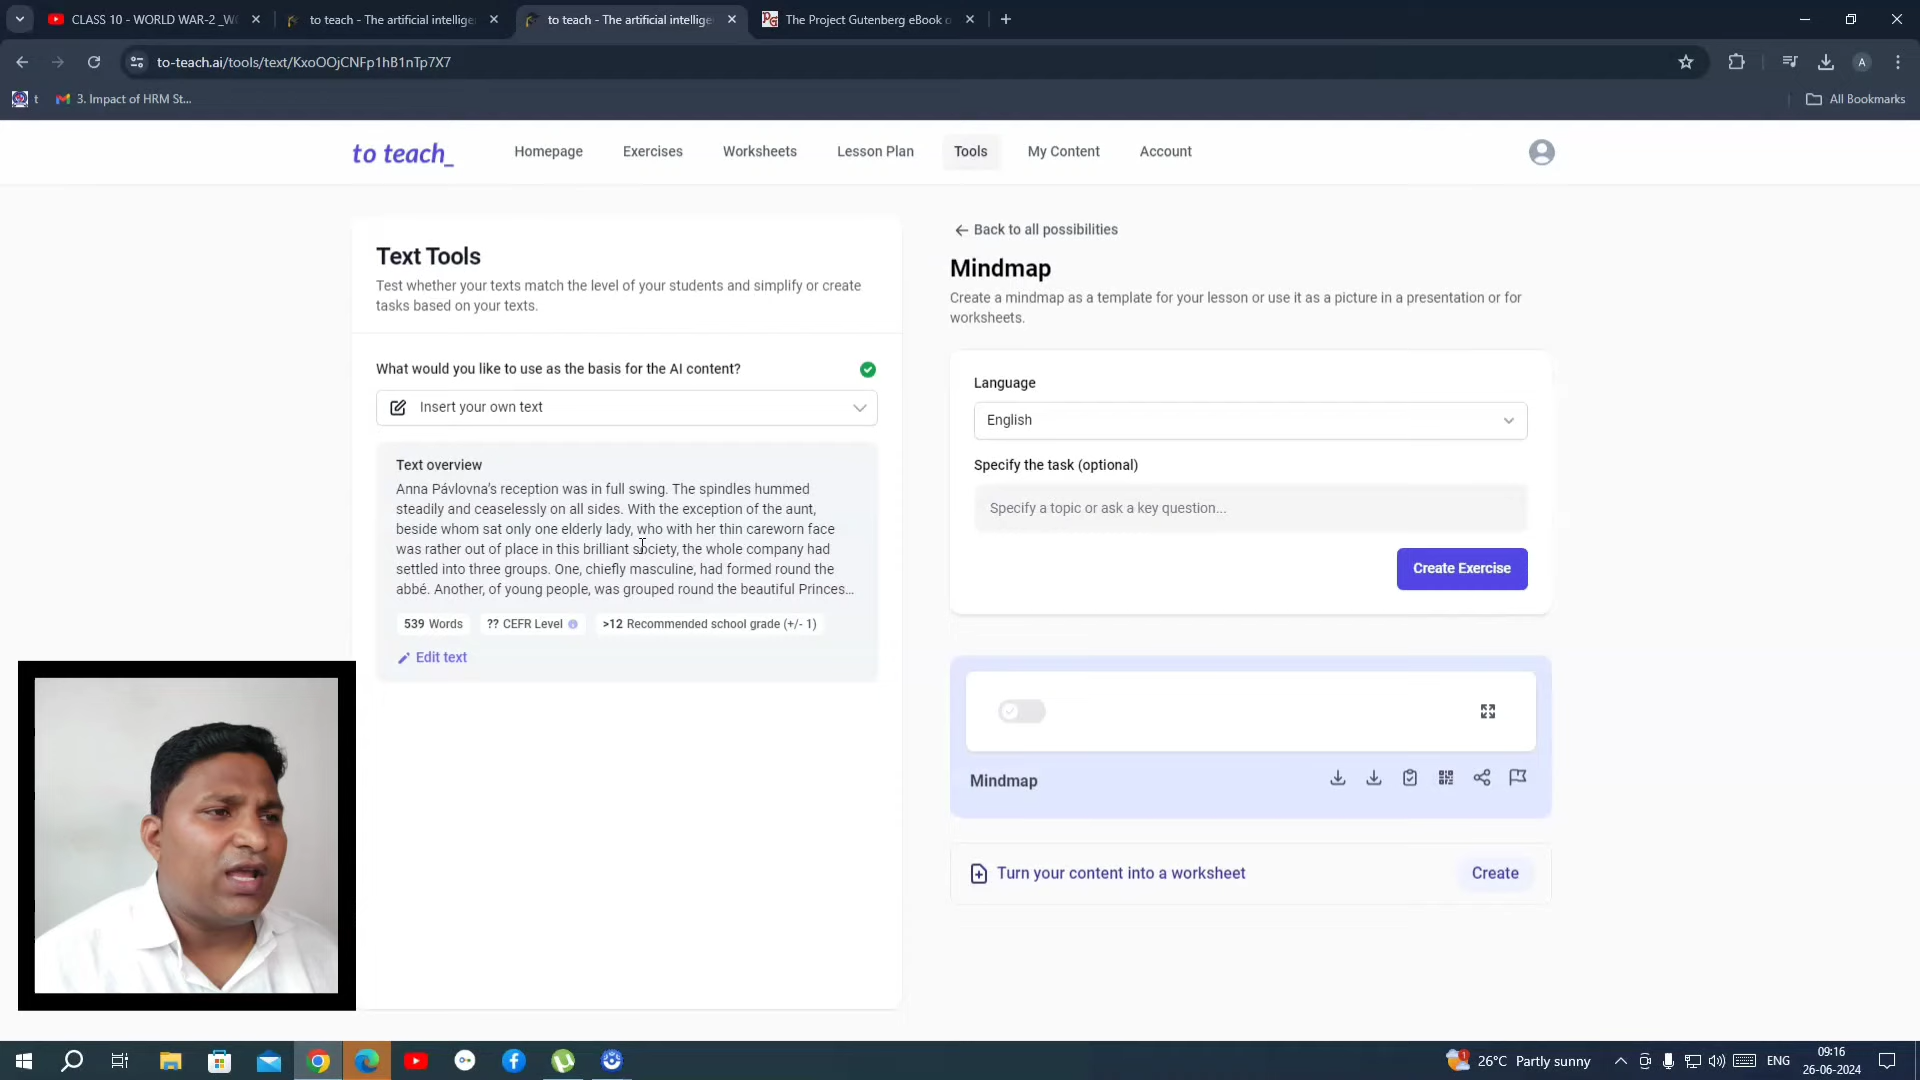 CLASS 10 - WORLD WAR-2 _W
to teach - The artificial intellige
to teach - The artificial intellige
The Project Gutenberg eBook o
to-teach.ai/tools/text/KxoOOjCNFp1hB1nTp7X7
A
t
3. Impact of HRM St...
All Bookmarks
to teach_
Homepage
Exercises
Worksheets
Lesson Plan
Tools
My Content
Account
Text Tools
Test whether your texts match the level of your students and simplify or create
tasks based on your texts.
What would you like to use as the basis for the AI content?
Insert your own text
Text overview
Anna Pávlovna's reception was in full swing. The spindles hummed
steadily and ceaselessly on all sides. With the exception of the aunt,
beside whom sat only one elderly lady, who with her thin careworn face
was rather out of place in this brilliant society, the whole company had
settled into three groups. One, chiefly masculine, had formed round the
abbé. Another, of young people, was grouped round the beautiful Princes...
539 Words
?? CEFR Level
>12 Recommended school grade (+/- 1)
Edit text
Back to all possibilities
Mindmap
Create a mindmap as a template for your lesson or use it as a picture in a presentation or for
worksheets.
Language
English
Specify the task (optional)
Specify a topic or ask a key question...
Create Exercise
Mindmap
Turn your content into a worksheet
Create
1
26°C Partly sunny
ENG
09:16
26-06-2024